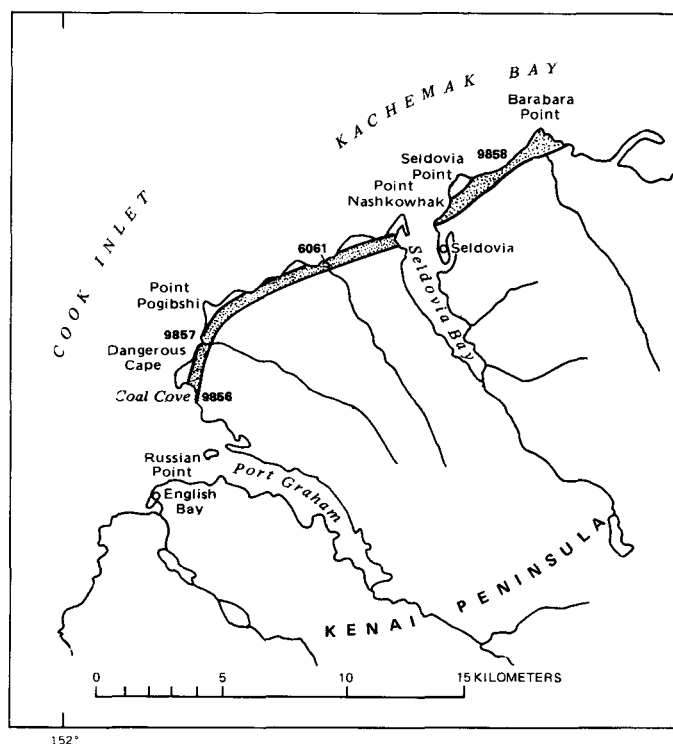 KACHEMAK BAY
Barabara
Point
9858
Seldovia
Point
Point
Nashkowhak
COOK INLET
6061
Seldovia
Seldovia Bay
Point
Pogibshi
9857
Dangerous
Cape
Coal Cove
9856
Russian
Point
Port Graham
English
Bay
KENAI PENINSULA
0 5 10 15 KILOMETERS
152°